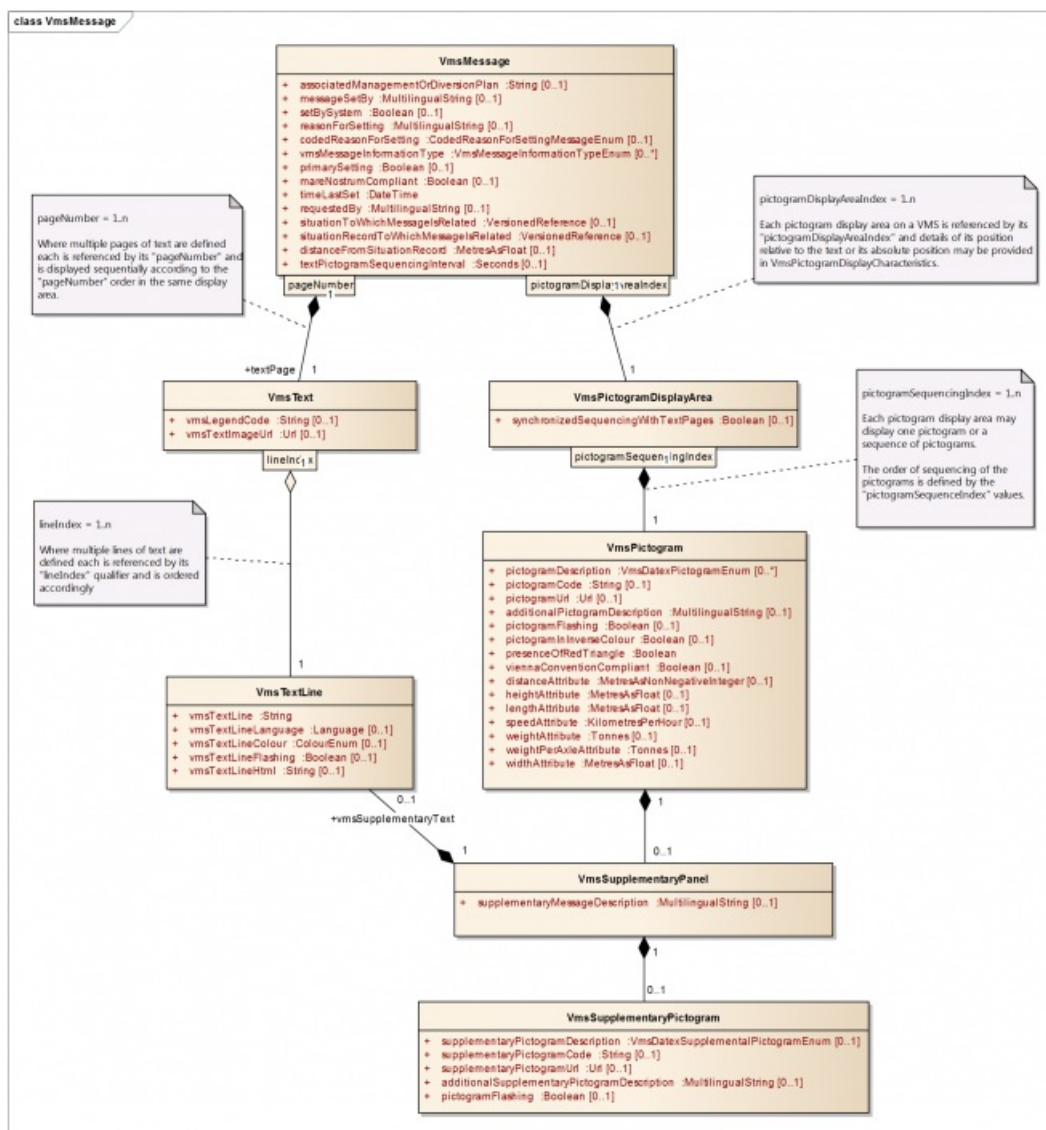 class VmsMessage
VmsMessage
+ associatedManagementOrDiversionPlan :String [0..1]
+ messageSetBy :MultilingualString [0..1]
+ setBySystem :Boolean [0..1]
+ reasonForSetting :MultilingualString [0..1]
+ codedReasonForSetting :CodedReasonForSettingMessageEnum [0..1]
+ vmsMessageInformationType :VmsMessageInformationTypeEnum [0..*]
+ primarySetting :Boolean [0..1]
+ mareNostrumCompliant :Boolean [0..1]
+ timeLastSet :DateTime
+ requestedBy :MultilingualString [0..1]
+ situationToWhichMessageIsRelated :VersionedReference [0..1]
+ situationRecordToWhichMessageIsRelated :VersionedReference [0..1]
+ distanceFromSituationRecord :MetresAsFloat [0..1]
+ textPictogramSequencingInterval :Seconds [0..1]
pageNumber
1
1
pageNumber = 1..n
Where multiple pages of text are defined
each is referenced by its "pageNumber" and
is displayed sequentially according to the
"pageNumber" order in the same display
area.
pictogramDisplayAreaIndex = 1..n
Each pictogram display area on a VMS is referenced by its
"pictogramDisplayAreaIndex" and details of its position
relative to the text or its absolute position may be provided
in VmsPictogramDisplayCharacteristics.
+textPage 1
1
VmsText
+ vmsLegendCode :String [0..1]
+ vmsTextImageUrl :Url [0..1]
1
VmsPictogramDisplayArea
+ synchronizedSequencingWithTextPages :Boolean [0..1]
1
pictogramSequencingIndex = 1..n
Each pictogram display area may
display one pictogram or a
sequence of pictograms.
The order of sequencing of the
pictograms is defined by the
"pictogramSequenceIndex" values.
lineIndex = 1..n
Where multiple lines of text are
defined each is referenced by its
"lineIndex" qualifier and is ordered
accordingly
1
VmsPictogram
+ pictogramDescription :VmsDatexPictogramEnum [0..*]
+ pictogramCode :String [0..1]
+ pictogramUrl :Url [0..1]
+ additionalPictogramDescription :MultilingualString [0..1]
+ pictogramFlashing :Boolean [0..1]
+ pictogramInInverseColour :Boolean [0..1]
+ presenceOfRedTriangle :Boolean
+ viennaConventionCompliant :Boolean [0..1]
+ distanceAttribute :MetresAsNonNegativeInteger [0..1]
+ heightAttribute :MetresAsFloat [0..1]
+ lengthAttribute :MetresAsFloat [0..1]
+ speedAttribute :KilometresPerHour [0..1]
+ weightAttribute :Tonnes [0..1]
+ weightPerAxleAttribute :Tonnes [0..1]
+ widthAttribute :MetresAsFloat [0..1]
1
VmsTextLine
+ vmsTextLine :String
+ vmsTextLineLanguage :Language [0..1]
+ vmsTextLineColour :ColourEnum [0..1]
+ vmsTextLineFlashing :Boolean [0..1]
+ vmsTextLineHtml :String [0..1]
0..1
+vmsSupplementaryText
1
1
0..1
VmsSupplementaryPanel
+ supplementaryMessageDescription :MultilingualString [0..1]
1
0..1
VmsSupplementaryPictogram
+ supplementaryPictogramDescription :VmsDatexSupplementalPictogramEnum [0..1]
+ supplementaryPictogramCode :String [0..1]
+ supplementaryPictogramUrl :Url [0..1]
+ additionalSupplementaryPictogramDescription :MultilingualString [0..1]
+ pictogramFlashing :Boolean [0..1]